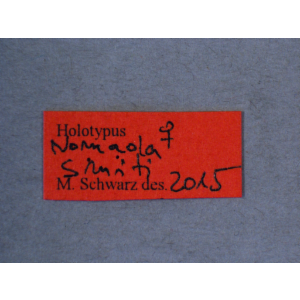 Holotypus
Nomada ♀
smiti
M. Schwarz des. 2015